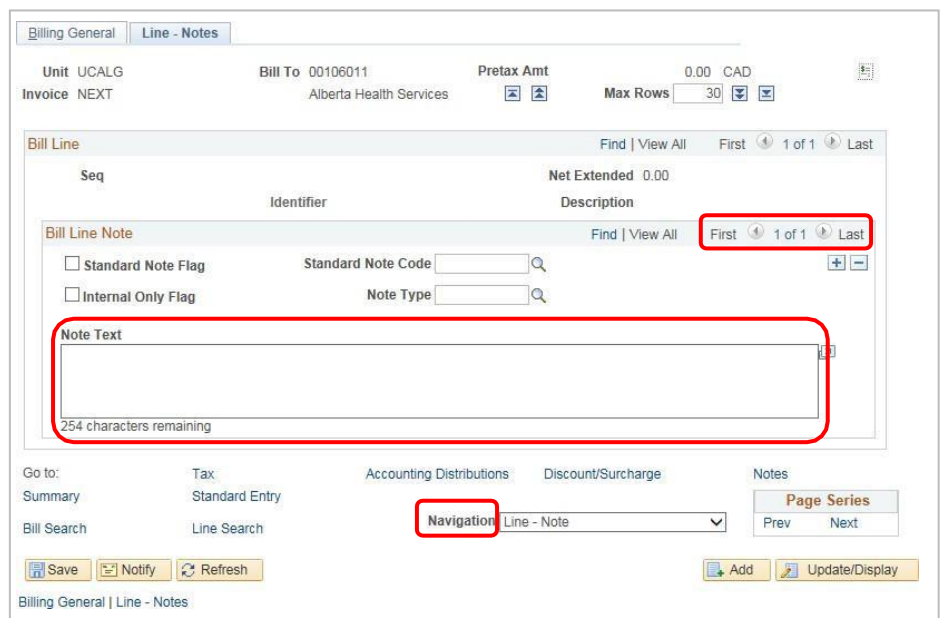 Billing General Line - Notes
Unit UCALG Bill To 00106011 Pretax Amt 0.00 CAD
Invoice NEXT Alberta Health Services Max Rows 30
Bill Line Find | View All First 1 of 1 Last
Seq Net Extended 0.00
Identifier Description
Bill Line Note Find | View All First 1 of 1 Last
Standard Note Flag Standard Note Code
Internal Only Flag Note Type
Note Text
254 characters remaining
Go to: Tax Accounting Distributions Discount/Surcharge Notes
Summary Standard Entry Page Series
Bill Search Line Search Navigation Line - Note Prev Next
Save Notify Refresh Add Update/Display
Billing General | Line - Notes